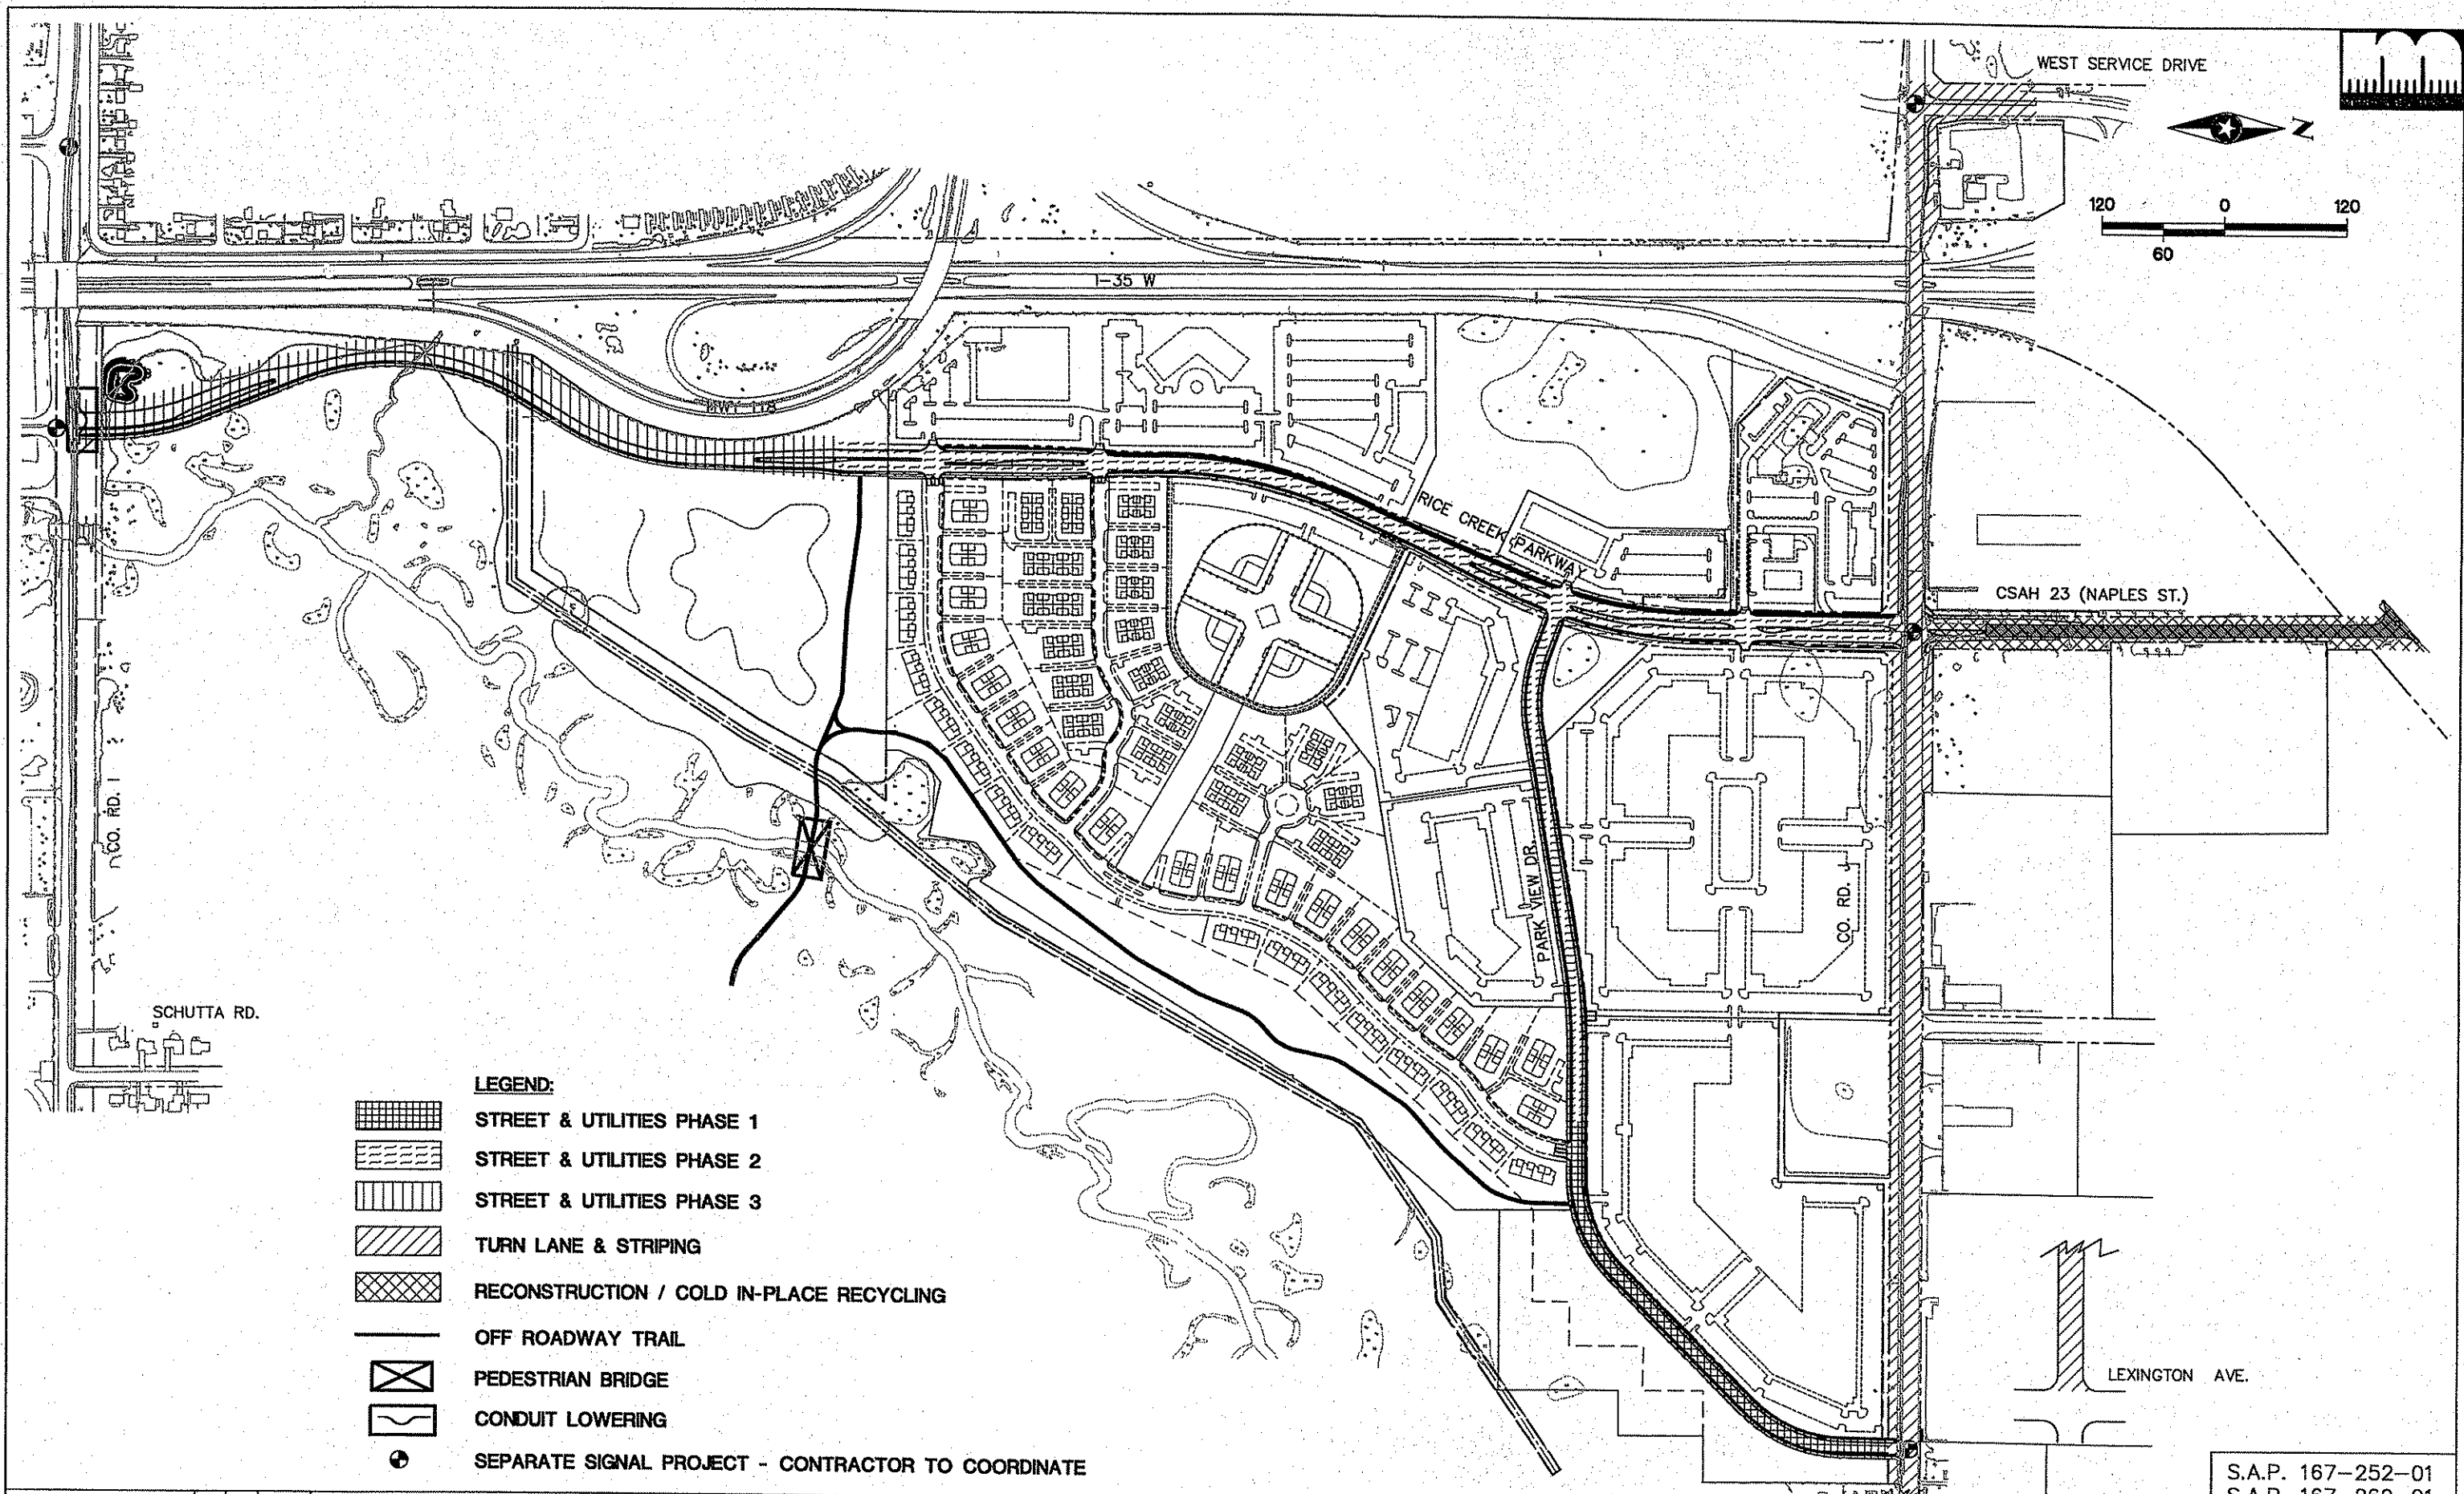 WEST SERVICE DRIVE
N
120 0 120
60
I-35 W
HWY 118
RICE CREEK PARKWAY
CSAH 23 (NAPLES ST.)
CO. RD. I
PARK VIEW DR.
CO. RD. J
SCHUTTA RD.
LEXINGTON AVE.
LEGEND:
STREET & UTILITIES PHASE 1
STREET & UTILITIES PHASE 2
STREET & UTILITIES PHASE 3
TURN LANE & STRIPING
RECONSTRUCTION / COLD IN-PLACE RECYCLING
OFF ROADWAY TRAIL
PEDESTRIAN BRIDGE
CONDUIT LOWERING
SEPARATE SIGNAL PROJECT - CONTRACTOR TO COORDINATE
S.A.P. 167-252-01